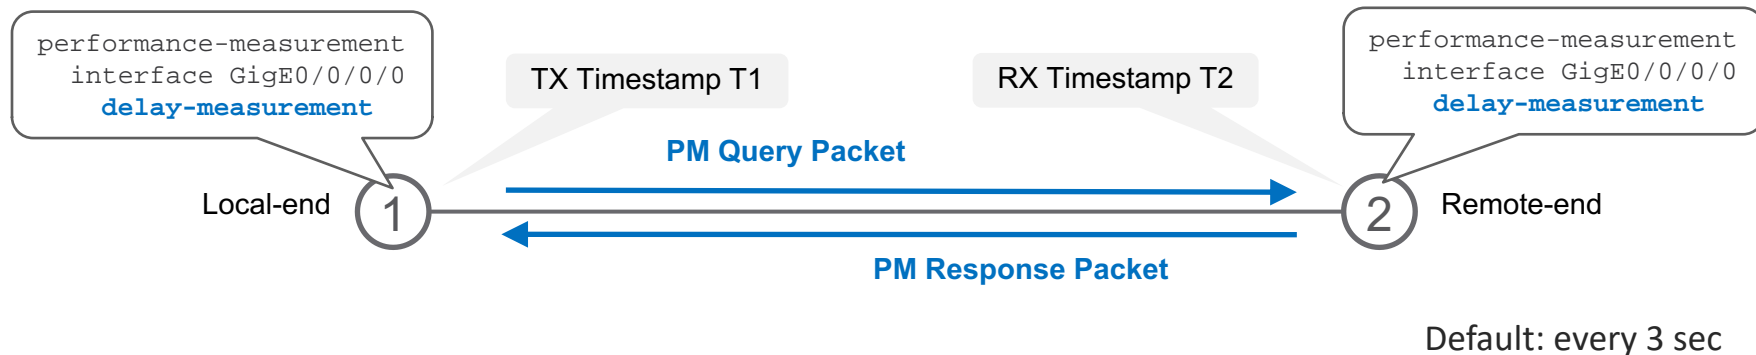 performance-measurement
interface GigE0/0/0/0
delay-measurement
TX Timestamp T1
RX Timestamp T2
performance-measurement
interface GigE0/0/0/0
delay-measurement
PM Query Packet
Local-end
1
2
Remote-end
PM Response Packet
Default: every 3 sec